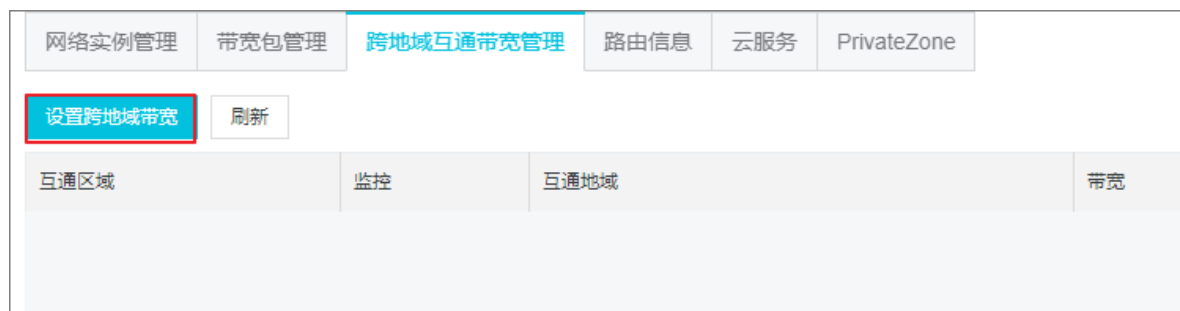 网络实例管理 带宽包管理 跨地域互通带宽管理 路由信息 云服务 PrivateZone
设置跨地域带宽 刷新
互通区域 监控 互通地域 带宽